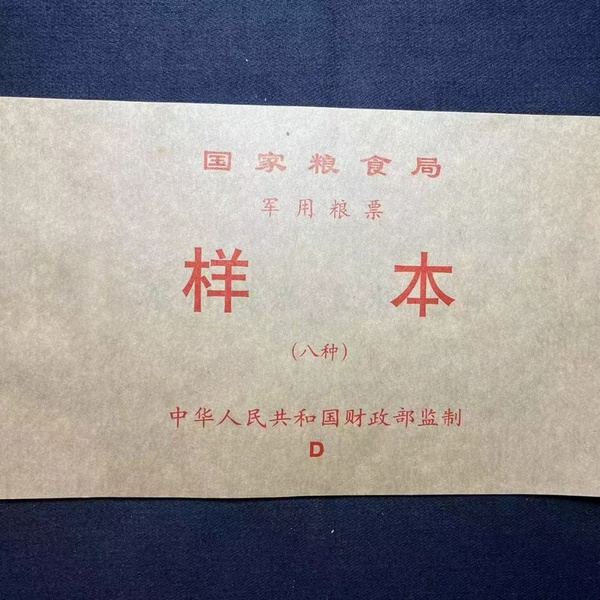 国家粮食局
军用粮票
样本
(八种)
中华人民共和国财政部监制
D